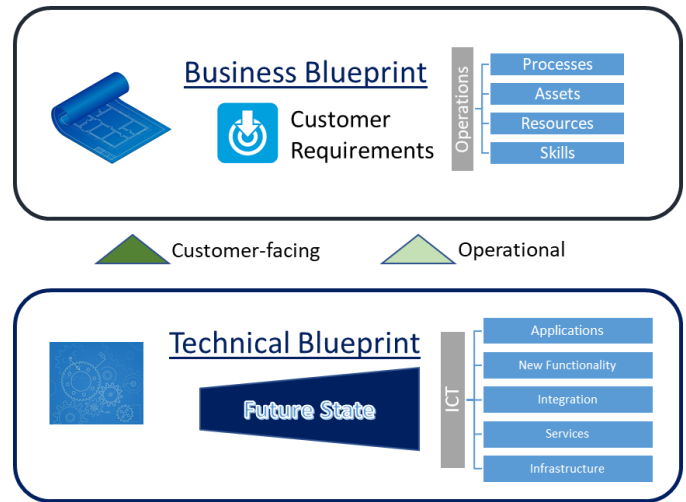 Business Blueprint
Customer
Requirements
Operations
Processes
Assets
Resources
Skills
Customer-facing
Operational
Technical Blueprint
Future State
ICT
Applications
New Functionality
Integration
Services
Infrastructure